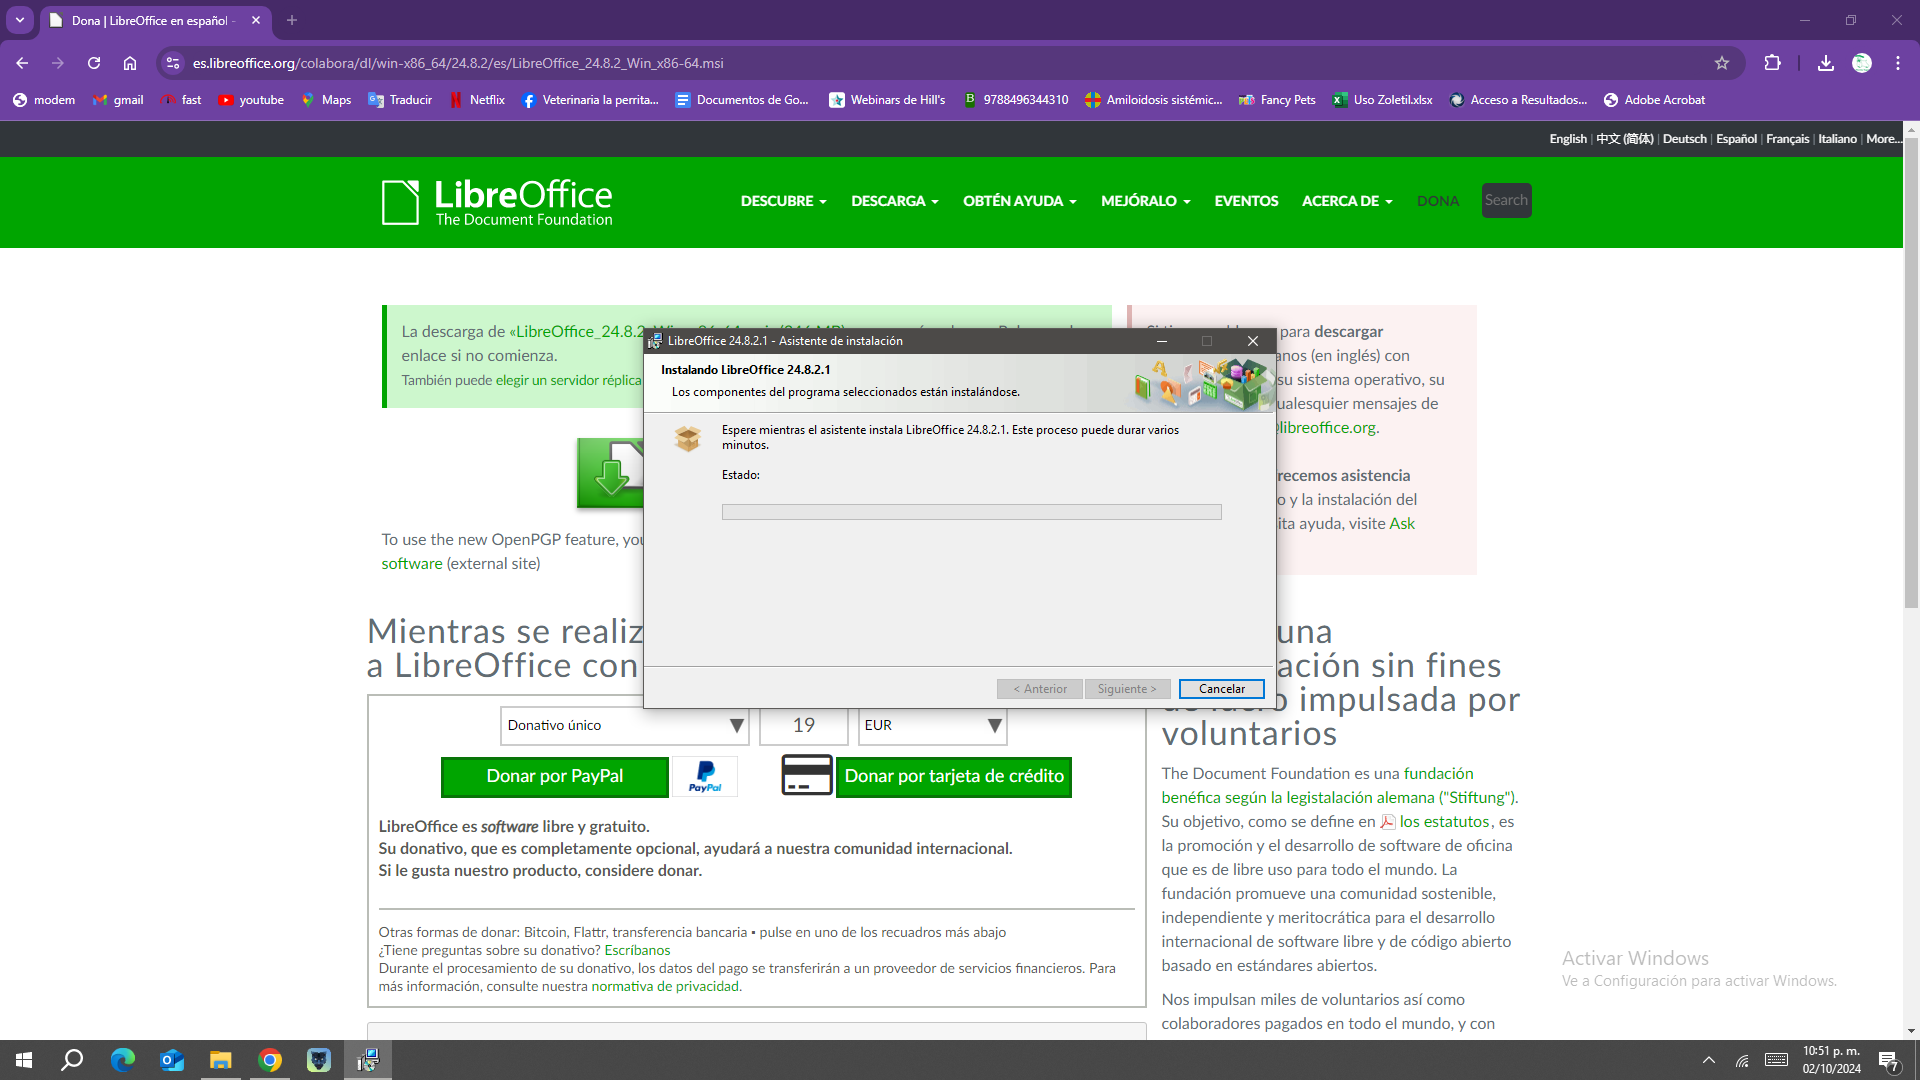 Dona | LibreOffice en español -
es.libreoffice.org/colabora/dl/win-x86_64/24.8.2/es/LibreOffice_24.8.2_Win_x86-64.msi
modem
gmail
fast
youtube
Maps
Traducir
Netflix
Veterinaria la perrita...
Documentos de Go...
Webinars de Hill's
9788496344310
Amiloidosis sistémic...
Fancy Pets
Uso Zoletil.xlsx
Acceso a Resultados...
Adobe Acrobat
English | 中文 (简体) | Deutsch | Español | Français | Italiano | More...
LibreOffice
The Document Foundation
DESCUBRE
DESCARGA
OBTÉN AYUDA
MEJÓRALO
EVENTOS
ACERCA DE
DONA
Search
La descarga de «LibreOffice_24.8.2
enlace si no comienza.
También puede elegir un servidor réplica
To use the new OpenPGP feature, you
software (external site)
para descargar
anos (en inglés) con
su sistema operativo, su
ualesquier mensajes de
libreoffice.org.
recemos asistencia
o y la instalación del
ita ayuda, visite Ask
LibreOffice 24.8.2.1 - Asistente de instalación
Instalando LibreOffice 24.8.2.1
Los componentes del programa seleccionados están instalándose.
Espere mientras el asistente instala LibreOffice 24.8.2.1. Este proceso puede durar varios
minutos.
Estado:
< Anterior
Siguiente >
Cancelar
Mientras se realiz
a LibreOffice con
Donativo único
19
EUR
Donar por PayPal
PayPal
Donar por tarjeta de crédito
LibreOffice es software libre y gratuito.
Su donativo, que es completamente opcional, ayudará a nuestra comunidad internacional.
Si le gusta nuestro producto, considere donar.
Otras formas de donar: Bitcoin, Flattr, transferencia bancaria • pulse en uno de los recuadros más abajo
¿Tiene preguntas sobre su donativo? Escríbanos
Durante el procesamiento de su donativo, los datos del pago se transferirán a un proveedor de servicios financieros. Para
más información, consulte nuestra normativa de privacidad.
una
ación sin fines
impulsada por
voluntarios
The Document Foundation es una fundación
benéfica según la legistalación alemana ("Stiftung").
Su objetivo, como se define en los estatutos, es
la promoción y el desarrollo de software de oficina
que es de libre uso para todo el mundo. La
fundación promueve una comunidad sostenible,
independiente y meritocrática para el desarrollo
internacional de software libre y de código abierto
basado en estándares abiertos.
Nos impulsan miles de voluntarios así como
colaboradores pagados en todo el mundo, y con
Activar Windows
Ve a Configuración para activar Windows.
10:51 p. m.
02/10/2024
7